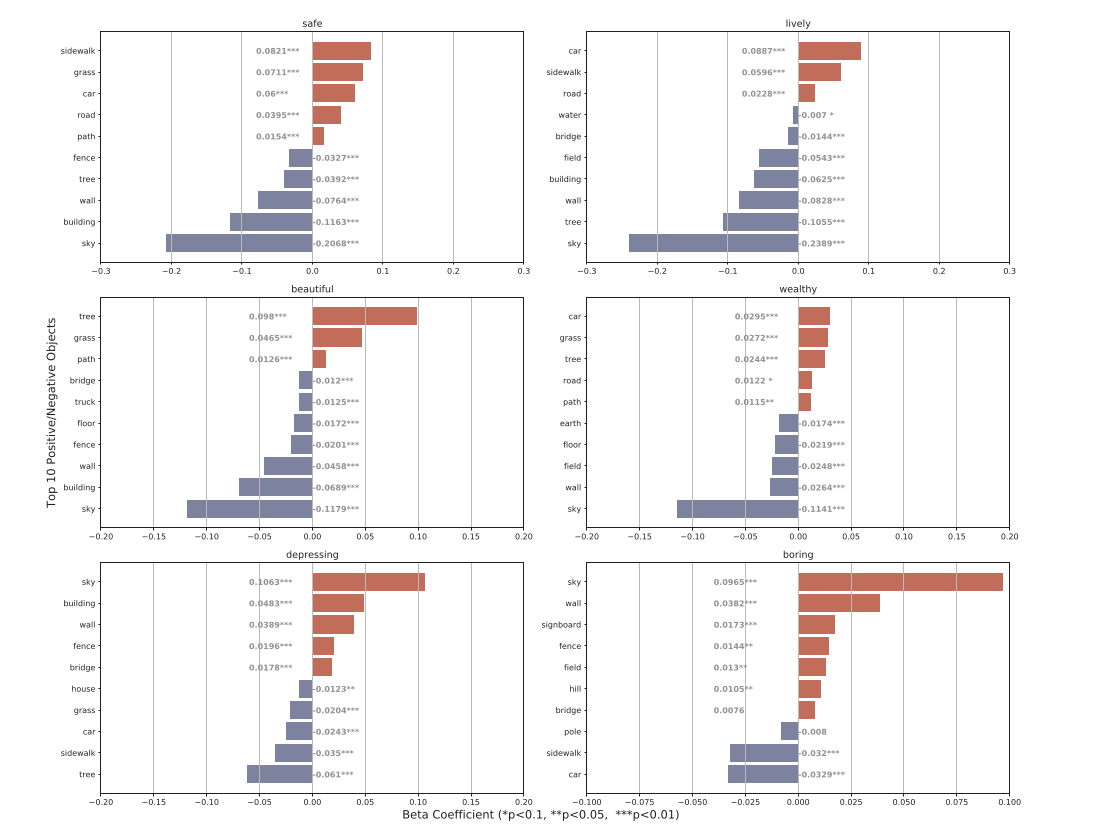 safe
sidewalk 0.0821***
grass 0.0711***
car 0.06***
road 0.0395***
path 0.0154***
fence -0.0327***
tree -0.0392***
wall -0.0764***
building -0.1163***
sky -0.2068***
−0.3 −0.2 −0.1 0.0 0.1 0.2 0.3
lively
car 0.0887***
sidewalk 0.0596***
road 0.0228***
water -0.007 *
bridge -0.0144***
field -0.0543***
building -0.0625***
wall -0.0828***
tree -0.1055***
sky -0.2389***
−0.3 −0.2 −0.1 0.0 0.1 0.2 0.3
Top 10 Positive/Negative Objects
beautiful
tree 0.098***
grass 0.0465***
path 0.0126***
bridge -0.012***
truck -0.0125***
floor -0.0172***
fence -0.0201***
wall -0.0458***
building -0.0689***
sky -0.1179***
−0.20 −0.15 −0.10 −0.05 0.00 0.05 0.10 0.15 0.20
wealthy
car 0.0295***
grass 0.0272***
tree 0.0244***
road 0.0122 *
path 0.0115**
earth -0.0174***
floor -0.0219***
field -0.0248***
wall -0.0264***
sky -0.1141***
−0.20 −0.15 −0.10 −0.05 0.00 0.05 0.10 0.15 0.20
depressing
sky 0.1063***
building 0.0483***
wall 0.0389***
fence 0.0196***
bridge 0.0178***
house -0.0123**
grass -0.0204***
car -0.0243***
sidewalk -0.035***
tree -0.061***
−0.20 −0.15 −0.10 −0.05 0.00 0.05 0.10 0.15 0.20
boring
sky 0.0965***
wall 0.0382***
signboard 0.0173***
fence 0.0144**
field 0.013**
hill 0.0105**
bridge 0.0076
pole -0.008
sidewalk -0.032***
car -0.0329***
−0.100 −0.075 −0.050 −0.025 0.000 0.025 0.050 0.075 0.100
Beta Coefficient (*p<0.1, **p<0.05,  ***p<0.01)